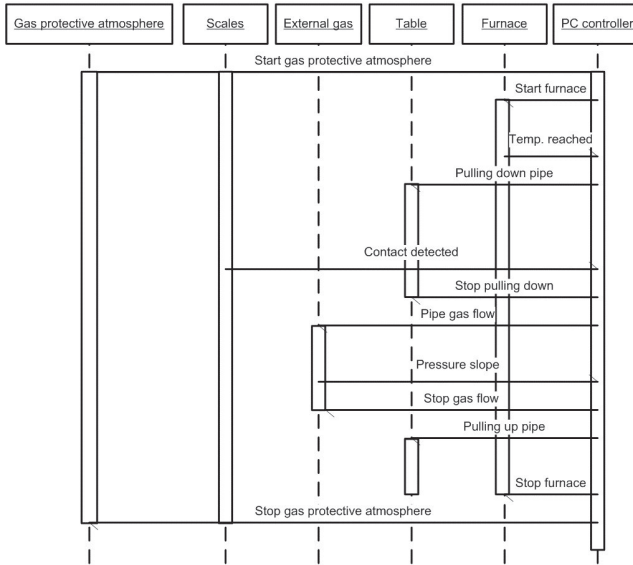 Gas protective atmosphere
Scales
External gas
Table
Furnace
PC controller
Start gas protective atmosphere
Start furnace
Temp. reached
Pulling down pipe
Contact detected
Stop pulling down
Pipe gas flow
Pressure slope
Stop gas flow
Pulling up pipe
Stop furnace
Stop gas protective atmosphere